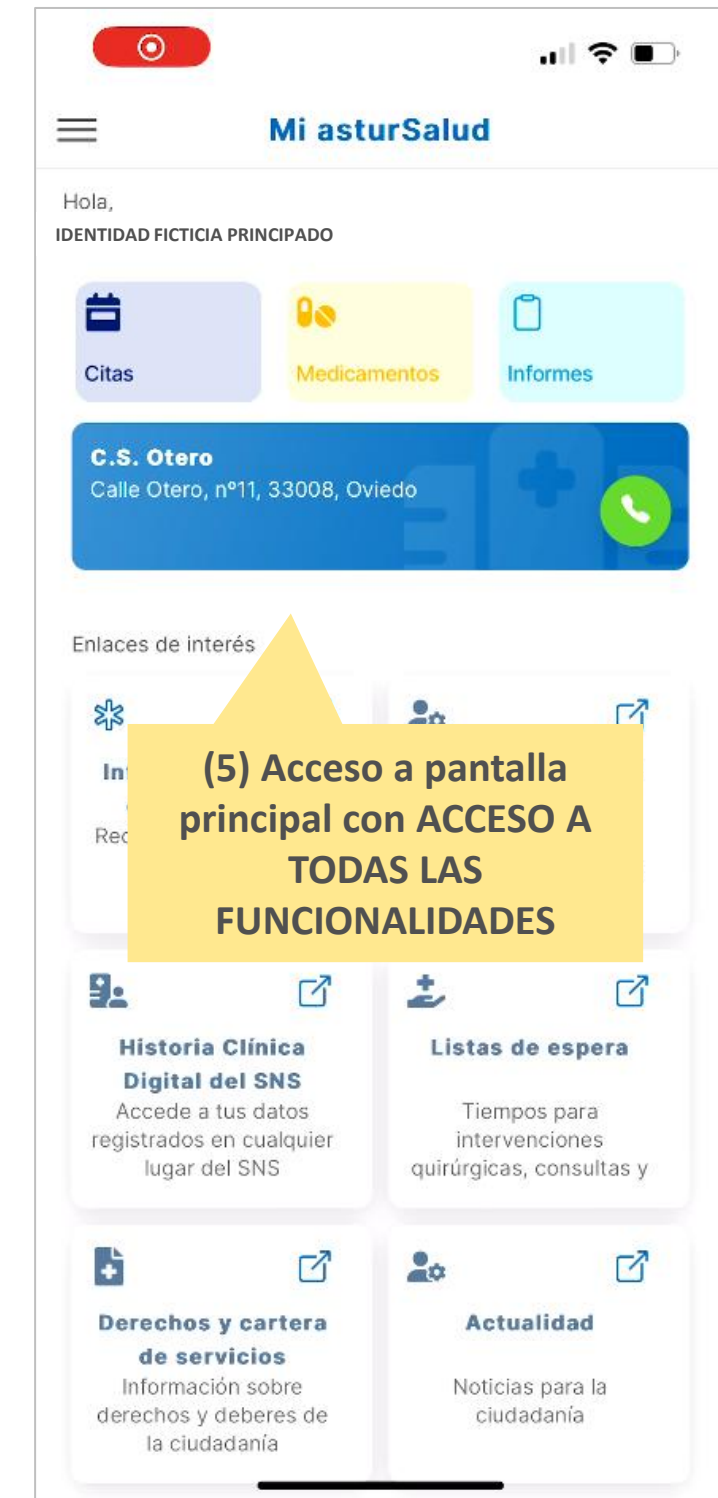 Mi asturSalud
Hola,
IDENTIDAD FICTICIA PRINCIPADO
Citas
Medicamentos
Informes
C.S. Otero
Calle Otero, nº11, 33008, Oviedo
Enlaces de interés
(5) Acceso a pantalla
principal con ACCESO A
TODAS LAS
FUNCIONALIDADES
Historia Clínica
Digital del SNS
Accede a tus datos
registrados en cualquier
lugar del SNS
Listas de espera
Tiempos para
intervenciones
quirúrgicas, consultas y
Derechos y cartera
de servicios
Información sobre
derechos y deberes de
la ciudadanía
Actualidad
Noticias para la
ciudadanía